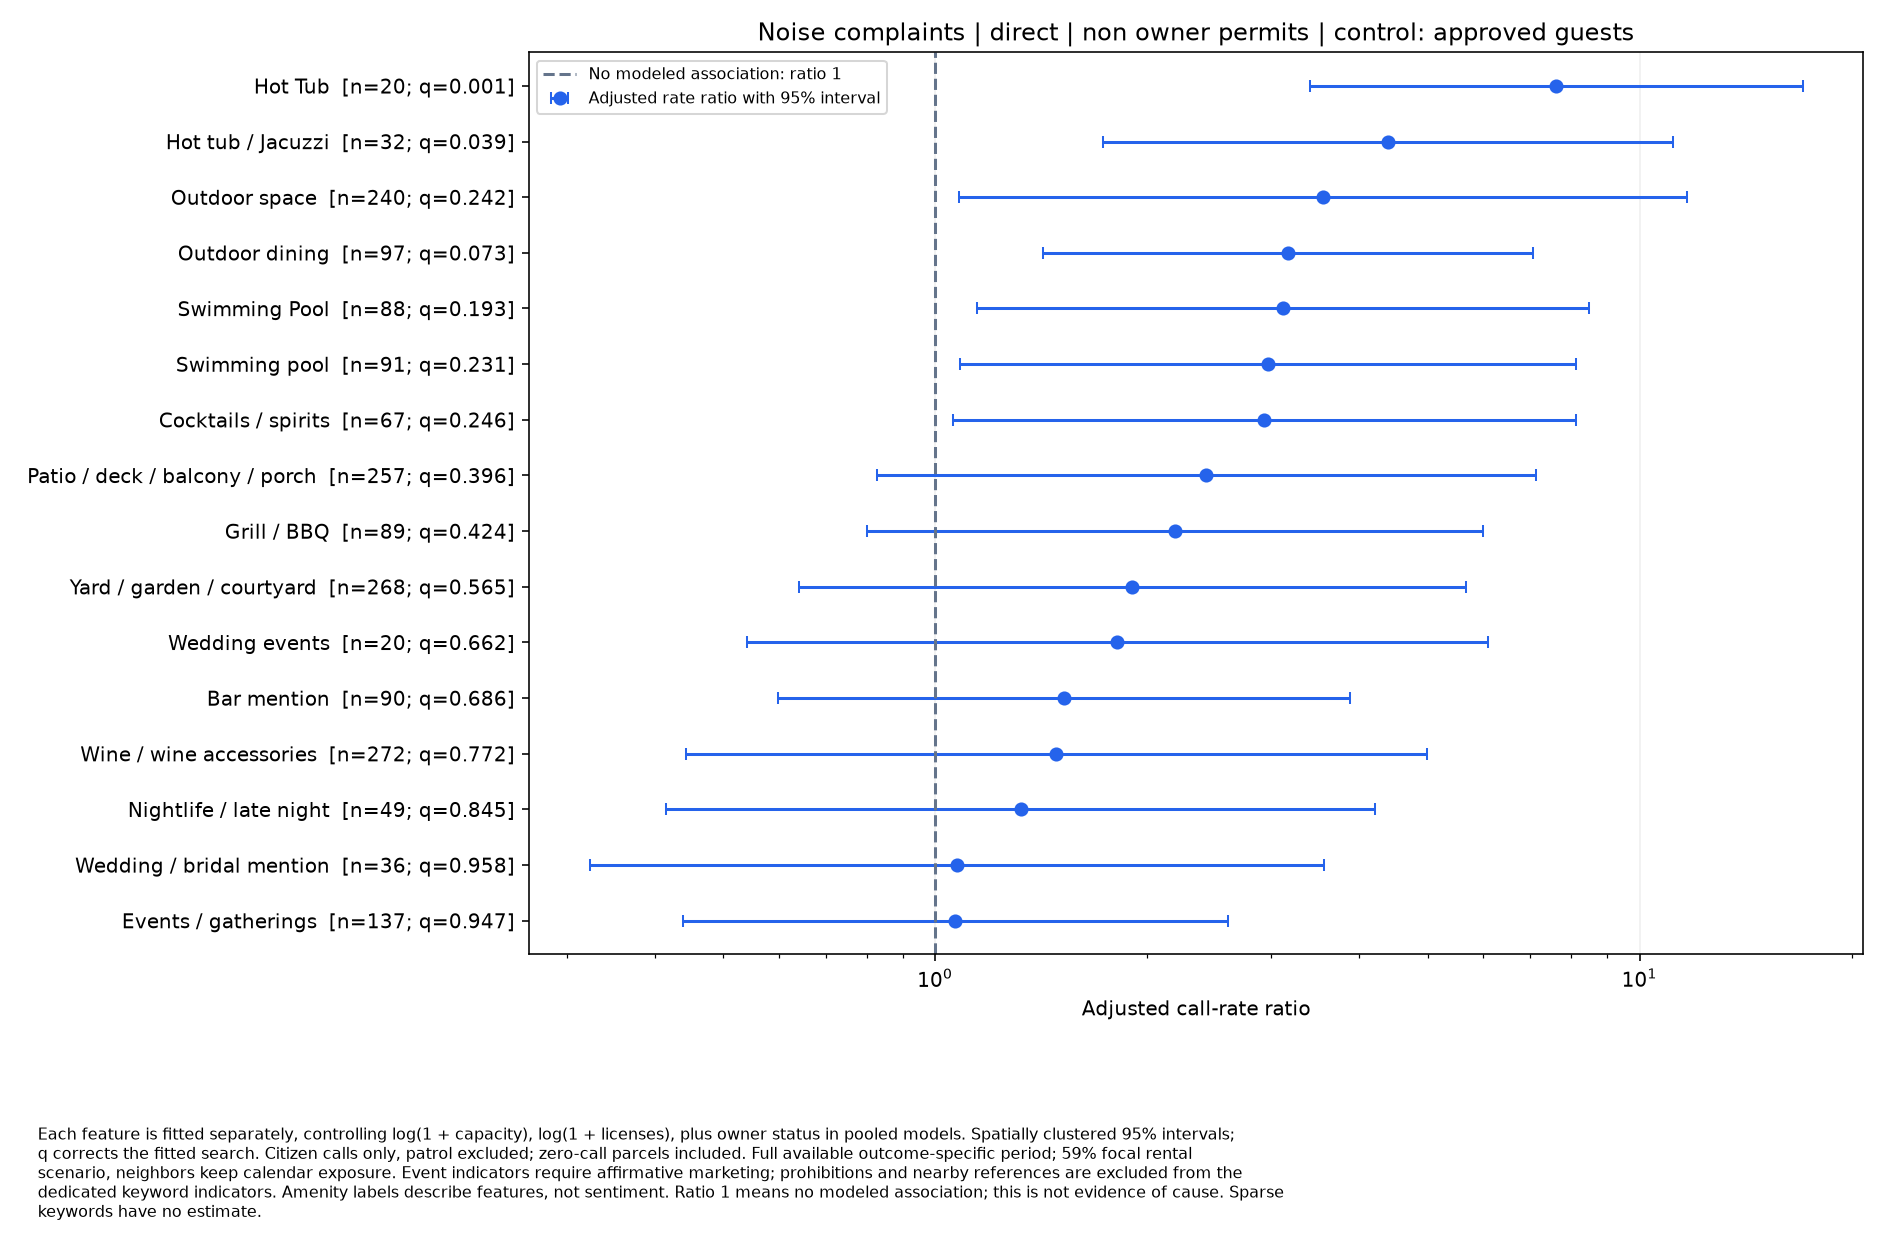 Noise complaints | direct | non owner permits | control: approved guests
No modeled association: ratio 1
Adjusted rate ratio with 95% interval
Hot Tub [n=20; q=0.001]
Hot tub / Jacuzzi [n=32; q=0.039]
Outdoor space [n=240; q=0.242]
Outdoor dining [n=97; q=0.073]
Swimming Pool [n=88; q=0.193]
Swimming pool [n=91; q=0.231]
Cocktails / spirits [n=67; q=0.246]
Patio / deck / balcony / porch [n=257; q=0.396]
Grill / BBQ [n=89; q=0.424]
Yard / garden / courtyard [n=268; q=0.565]
Wedding events [n=20; q=0.662]
Bar mention [n=90; q=0.686]
Wine / wine accessories [n=272; q=0.772]
Nightlife / late night [n=49; q=0.845]
Wedding / bridal mention [n=36; q=0.958]
Events / gatherings [n=137; q=0.947]
10⁰ 10¹
Adjusted call-rate ratio
Each feature is fitted separately, controlling log(1 + capacity), log(1 + licenses), plus owner status in pooled models. Spatially clustered 95% intervals;
q corrects the fitted search. Citizen calls only, patrol excluded; zero-call parcels included. Full available outcome-specific period; 59% focal rental
scenario, neighbors keep calendar exposure. Event indicators require affirmative marketing; prohibitions and nearby references are excluded from the
dedicated keyword indicators. Amenity labels describe features, not sentiment. Ratio 1 means no modeled association; this is not evidence of cause. Sparse
keywords have no estimate.